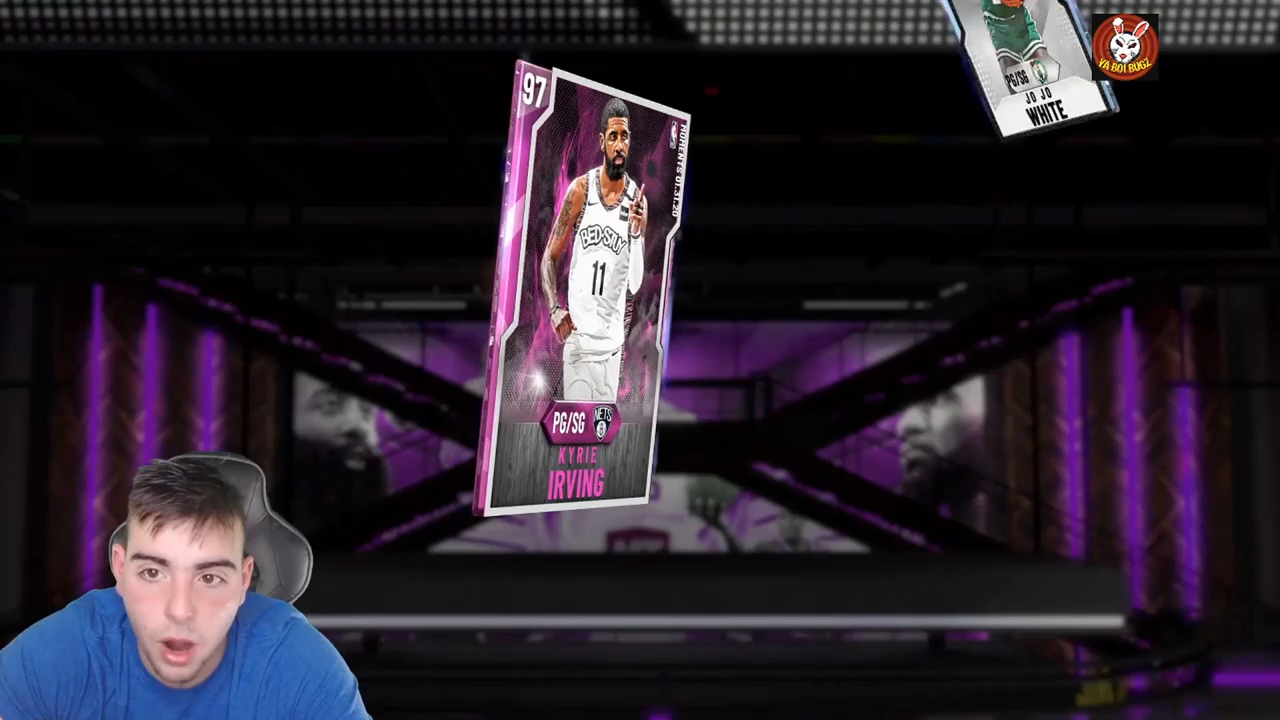 97
MOMENTS 01.31.20
BED-STUY
11
PG/SG
NETS
KYRIE
IRVING
PG/SG
JO JO
WHITE
YA BOI BUGZ